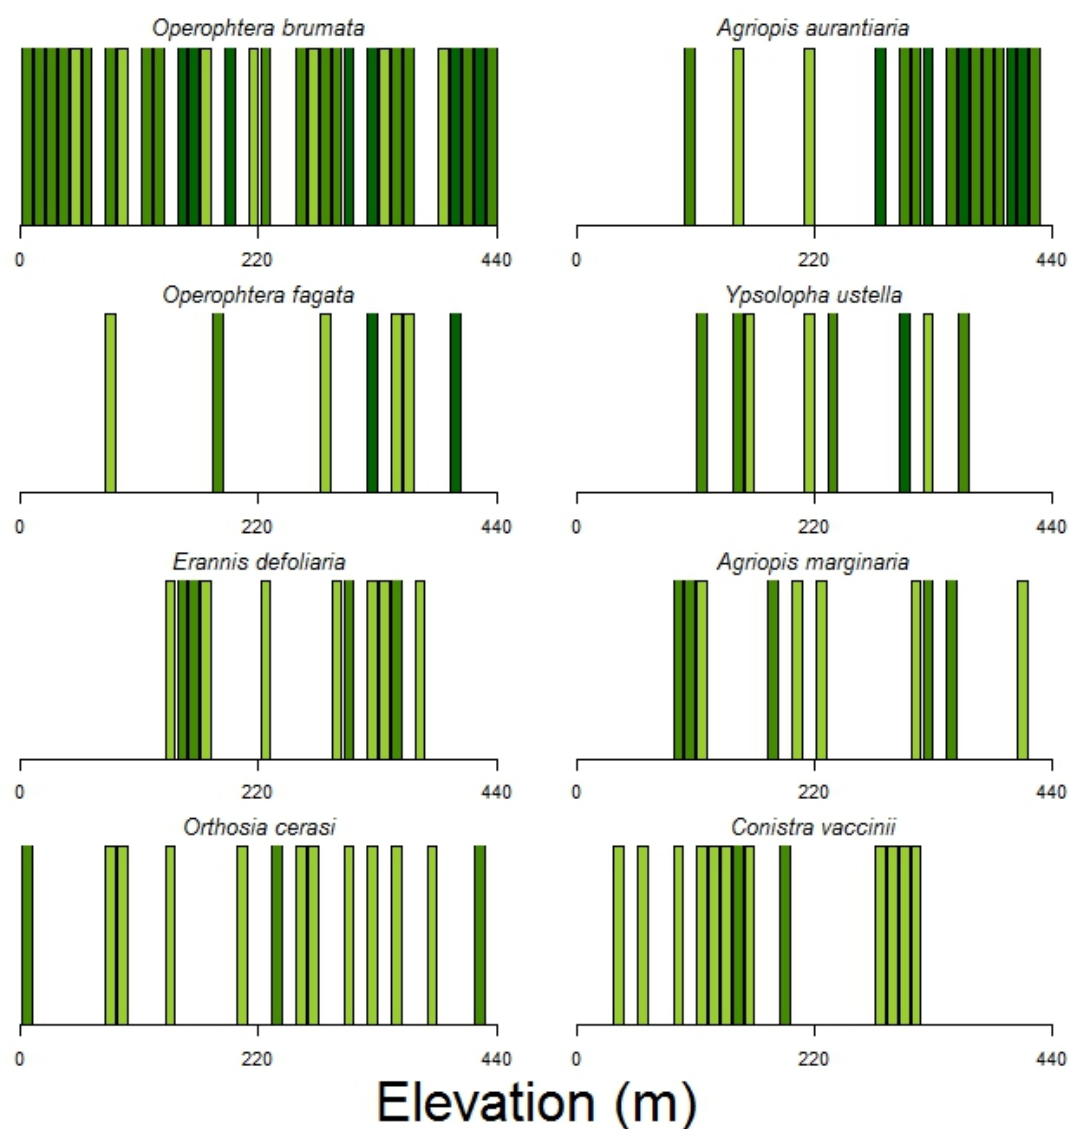 Operophtera brumata Agriopis aurantiaria
0 220 440 0 220 440
Operophtera fagata Ypsolopha ustella
0 220 440 0 220 440
Erannis defoliaria Agriopis marginaria
0 220 440 0 220 440
Orthosia cerasi Conistra vaccinii
0 220 440 0 220 440
Elevation (m)